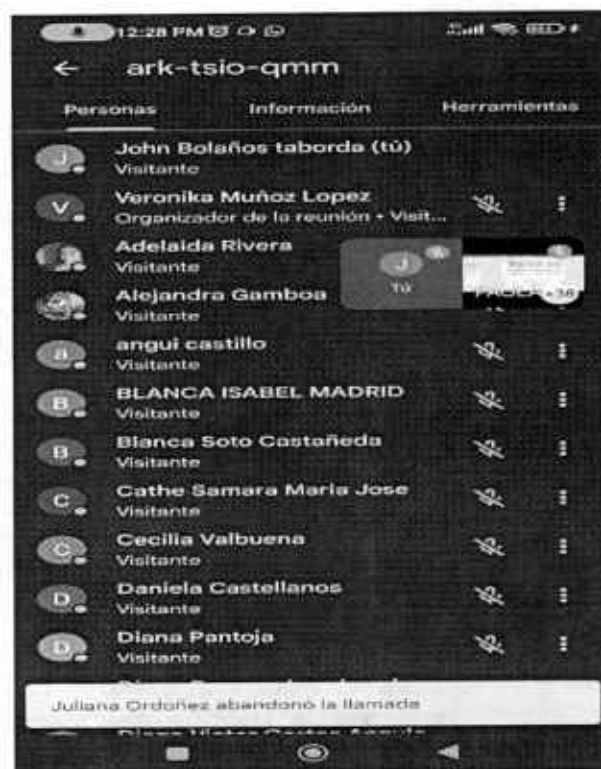 12:28 PM
ark-tsio-qmm
Personas Información Herramientas
J John Bolaños taborda (tú)
Visitante
V Veronika Muñoz Lopez
Organizador de la reunión • Visit...
Adelaida Rivera
Visitante
J
Tú
+38
Alejandra Gamboa
Visitante
a angui castillo
Visitante
B BLANCA ISABEL MADRID
Visitante
B Blanca Soto Castañeda
Visitante
C Cathe Samara Maria Jose
Visitante
C Cecilia Valbuena
Visitante
D Daniela Castellanos
Visitante
D Diana Pantoja
Visitante
Juliana Ordoñez abandonó la llamada